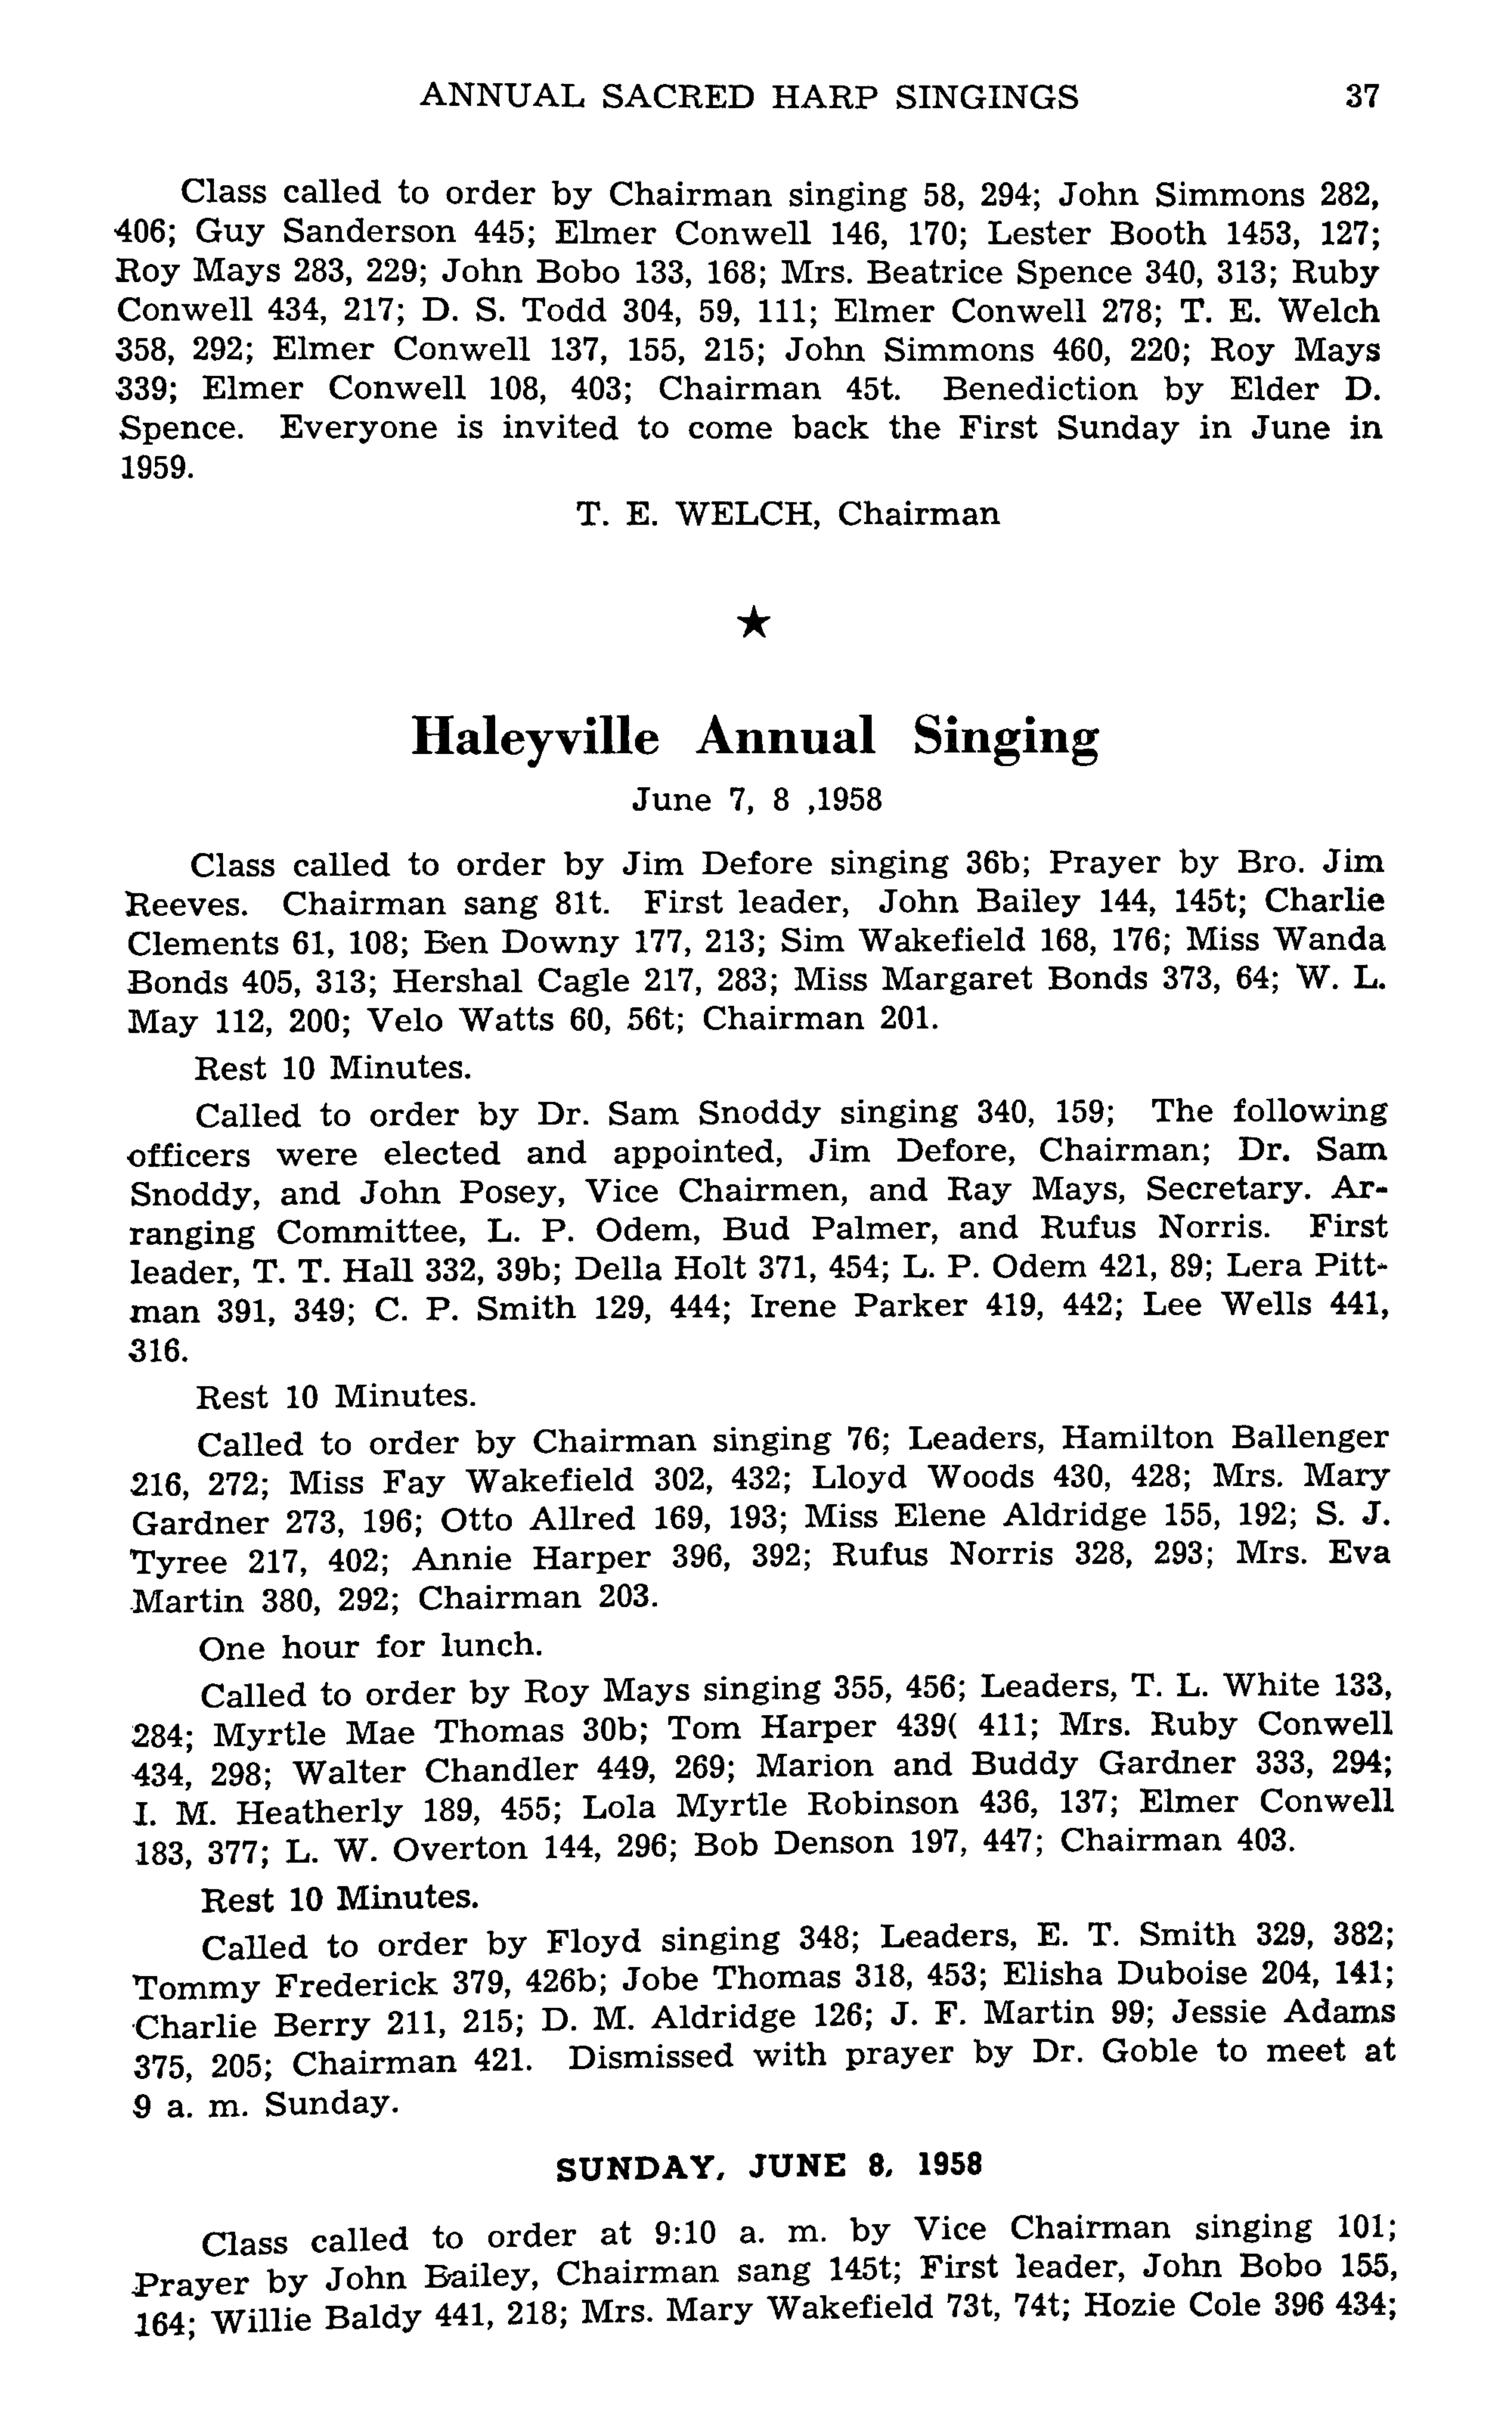 ANNUAL SACRED HARP SINGINGS 37
Class called to order by Chairman singing 58, 294; John Simmons 282,
406; Guy Sanderson 445; Elmer Conwell 146, 170; Lester Booth 1453, 127;
Roy Mays 283, 229; John Bobo 133, 168; Mrs. Beatrice Spence 340, 313; Ruby
Conwell 434, 217; D. S. Todd 304, 59, 111; Elmer Conwell 278; T. E. Welch
358, 292; Elmer Conwell 137, 155, 215; John Simmons 460, 220; Roy Mays
339; Elmer Conwell 108, 403; Chairman 45t. Benediction by Elder D.
Spence. Everyone is invited to come back the First Sunday in June in
1959.
T. E. WELCH, Chairman
★
Haleyville Annual Singing
June 7, 8 ,1958
Class called to order by Jim Defore singing 36b; Prayer by Bro. Jim
Reeves. Chairman sang 81t. First leader, John Bailey 144, 145t; Charlie
Clements 61, 108; Ben Downy 177, 213; Sim Wakefield 168, 176; Miss Wanda
Bonds 405, 313; Hershal Cagle 217, 283; Miss Margaret Bonds 373, 64; W. L.
May 112, 200; Velo Watts 60, 56t; Chairman 201.
Rest 10 Minutes.
Called to order by Dr. Sam Snoddy singing 340, 159; The following
officers were elected and appointed, Jim Defore, Chairman; Dr. Sam
Snoddy, and John Posey, Vice Chairmen, and Ray Mays, Secretary. Ar-
ranging Committee, L. P. Odem, Bud Palmer, and Rufus Norris. First
leader, T. T. Hall 332, 39b; Della Holt 371, 454; L. P. Odem 421, 89; Lera Pitt-
man 391, 349; C. P. Smith 129, 444; Irene Parker 419, 442; Lee Wells 441,
316.
Rest 10 Minutes.
Called to order by Chairman singing 76; Leaders, Hamilton Ballenger
216, 272; Miss Fay Wakefield 302, 432; Lloyd Woods 430, 428; Mrs. Mary
Gardner 273, 196; Otto Allred 169, 193; Miss Elene Aldridge 155, 192; S. J.
Tyree 217, 402; Annie Harper 396, 392; Rufus Norris 328, 293; Mrs. Eva
Martin 380, 292; Chairman 203.
One hour for lunch.
Called to order by Roy Mays singing 355, 456; Leaders, T. L. White 133,
284; Myrtle Mae Thomas 30b; Tom Harper 439( 411; Mrs. Ruby Conwell
434, 298; Walter Chandler 449, 269; Marion and Buddy Gardner 333, 294;
I. M. Heatherly 189, 455; Lola Myrtle Robinson 436, 137; Elmer Conwell
183, 377; L. W. Overton 144, 296; Bob Denson 197, 447; Chairman 403.
Rest 10 Minutes.
Called to order by Floyd singing 348; Leaders, E. T. Smith 329, 382;
Tommy Frederick 379, 426b; Jobe Thomas 318, 453; Elisha Duboise 204, 141;
Charlie Berry 211, 215; D. M. Aldridge 126; J. F. Martin 99; Jessie Adams
375, 205; Chairman 421. Dismissed with prayer by Dr. Goble to meet at
9 a. m. Sunday.
SUNDAY, JUNE 8, 1958
Class called to order at 9:10 a. m. by Vice Chairman singing 101;
Prayer by John Bailey, Chairman sang 145t; First leader, John Bobo 155,
164; Willie Baldy 441, 218; Mrs. Mary Wakefield 73t, 74t; Hozie Cole 396 434;